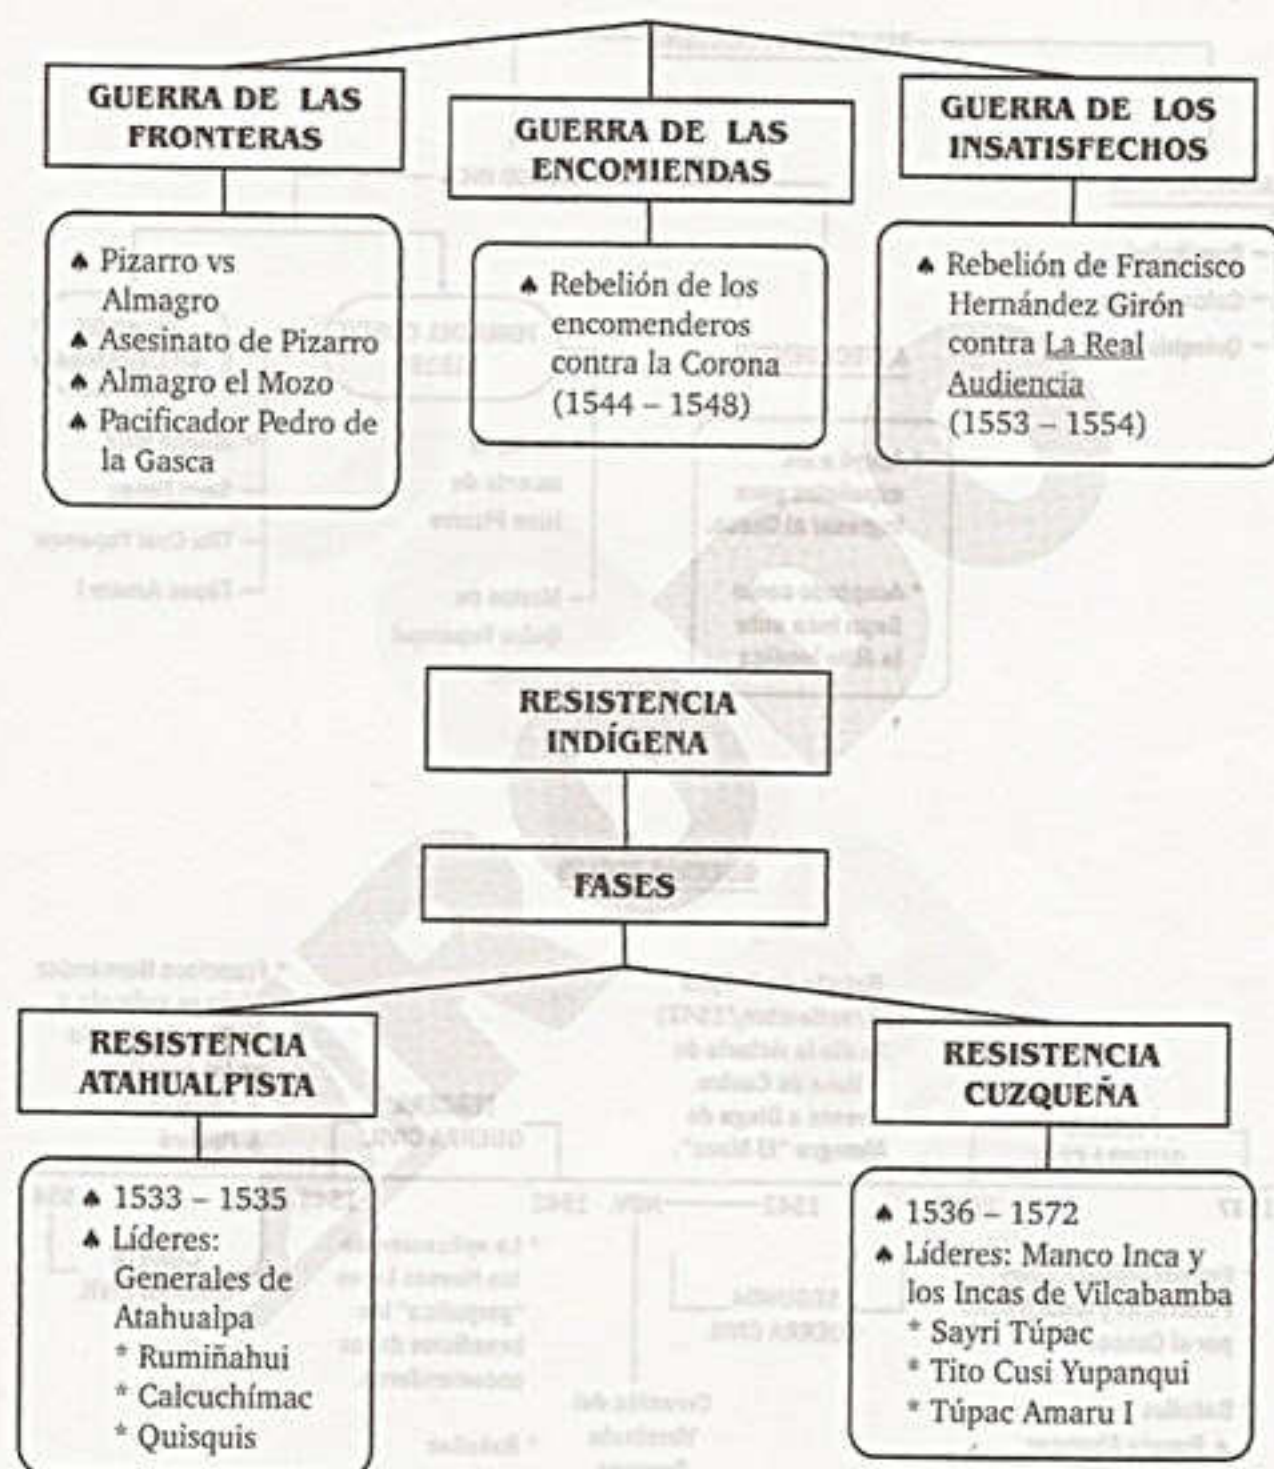 GUERRA DE LAS
FRONTERAS
♠ Pizarro vs
Almagro
♠ Asesinato de Pizarro
♠ Almagro el Mozo
♠ Pacificador Pedro de
la Gasca
GUERRA DE LAS
ENCOMIENDAS
♠ Rebelión de los
encomenderos
contra la Corona
(1544 – 1548)
GUERRA DE LOS
INSATISFECHOS
♠ Rebelión de Francisco
Hernández Girón
contra La Real
Audiencia
(1553 – 1554)
RESISTENCIA
INDÍGENA
FASES
RESISTENCIA
ATAHUALPISTA
♠ 1533 – 1535
♠ Líderes:
Generales de
Atahualpa
* Rumiñahui
* Calcuchímac
* Quisquis
RESISTENCIA
CUZQUEÑA
♠ 1536 – 1572
♠ Líderes: Manco Inca y
los Incas de Vilcabamba
* Sayri Túpac
* Tito Cusi Yupanqui
* Túpac Amaru I